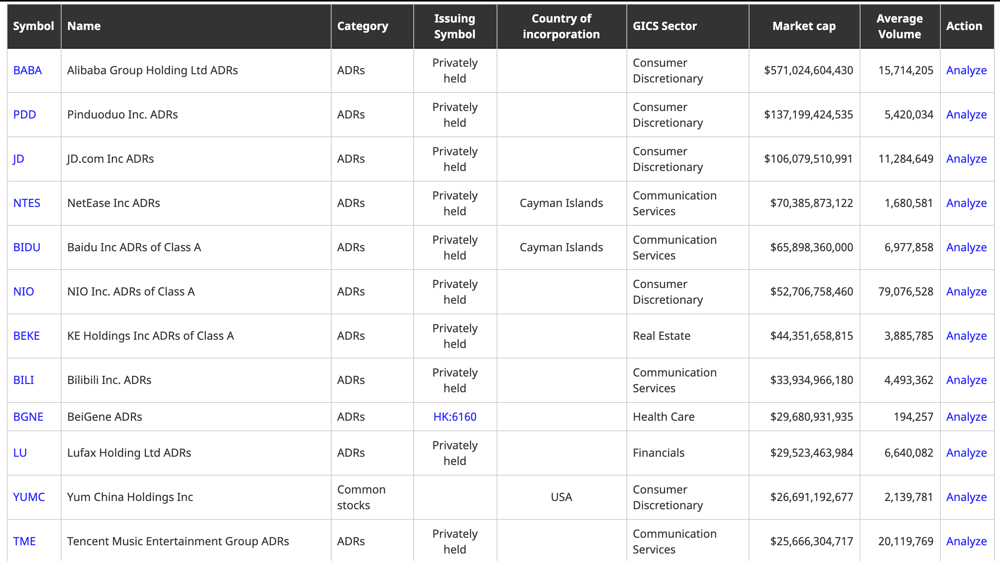 Symbol Name Category Issuing Symbol Country of incorporation GICS Sector Market cap Average Volume Action
BABA Alibaba Group Holding Ltd ADRs ADRs Privately held Consumer Discretionary $571,024,604,430 15,714,205 Analyze
PDD Pinduoduo Inc. ADRs ADRs Privately held Consumer Discretionary $137,199,424,535 5,420,034 Analyze
JD JD.com Inc ADRs ADRs Privately held Consumer Discretionary $106,079,510,991 11,284,649 Analyze
NTES NetEase Inc ADRs ADRs Privately held Cayman Islands Communication Services $70,385,873,122 1,680,581 Analyze
BIDU Baidu Inc ADRs of Class A ADRs Privately held Cayman Islands Communication Services $65,898,360,000 6,977,858 Analyze
NIO NIO Inc. ADRs of Class A ADRs Privately held Consumer Discretionary $52,706,758,460 79,076,528 Analyze
BEKE KE Holdings Inc ADRs of Class A ADRs Privately held Real Estate $44,351,658,815 3,885,785 Analyze
BILI Bilibili Inc. ADRs ADRs Privately held Communication Services $33,934,966,180 4,493,362 Analyze
BGNE BeiGene ADRs ADRs HK:6160 Health Care $29,680,931,935 194,257 Analyze
LU Lufax Holding Ltd ADRs ADRs Privately held Financials $29,523,463,984 6,640,082 Analyze
YUMC Yum China Holdings Inc Common stocks USA Consumer Discretionary $26,691,192,677 2,139,781 Analyze
TME Tencent Music Entertainment Group ADRs ADRs Privately held Communication Services $25,666,304,717 20,119,769 Analyze